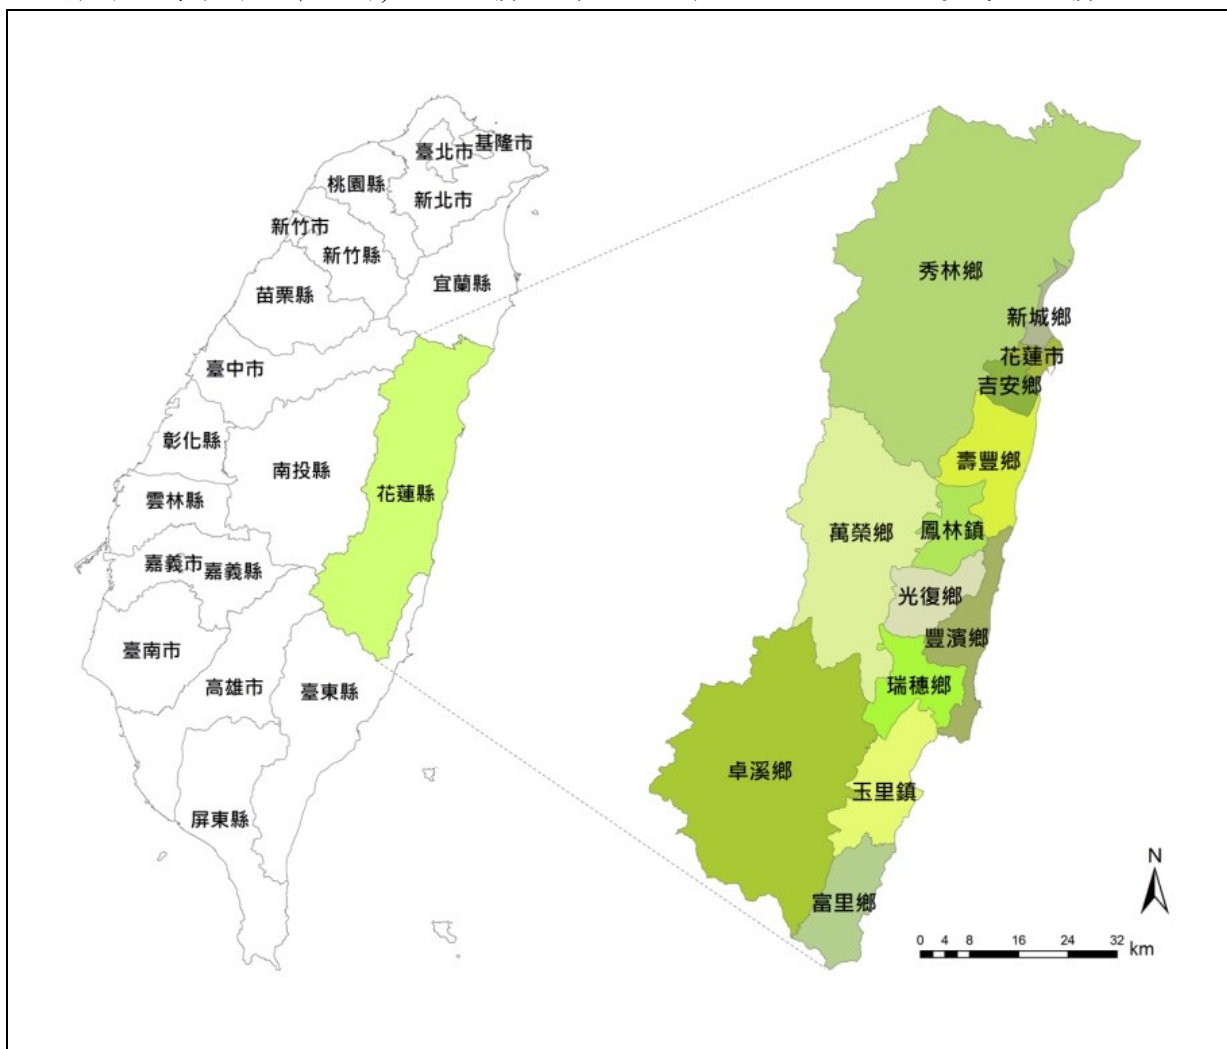 臺北市
基隆市
桃園縣
新北市
新竹市
新竹縣
宜蘭縣
苗栗縣
臺中市
彰化縣
南投縣
花蓮縣
雲林縣
嘉義市
嘉義縣
臺南市
高雄市
臺東縣
屏東縣
秀林鄉
新城鄉
花蓮市
吉安鄉
壽豐鄉
萬榮鄉
鳳林鎮
光復鄉
豐濱鄉
瑞穗鄉
卓溪鄉
玉里鎮
富里鄉
N
0 4 8 16 24 32
km